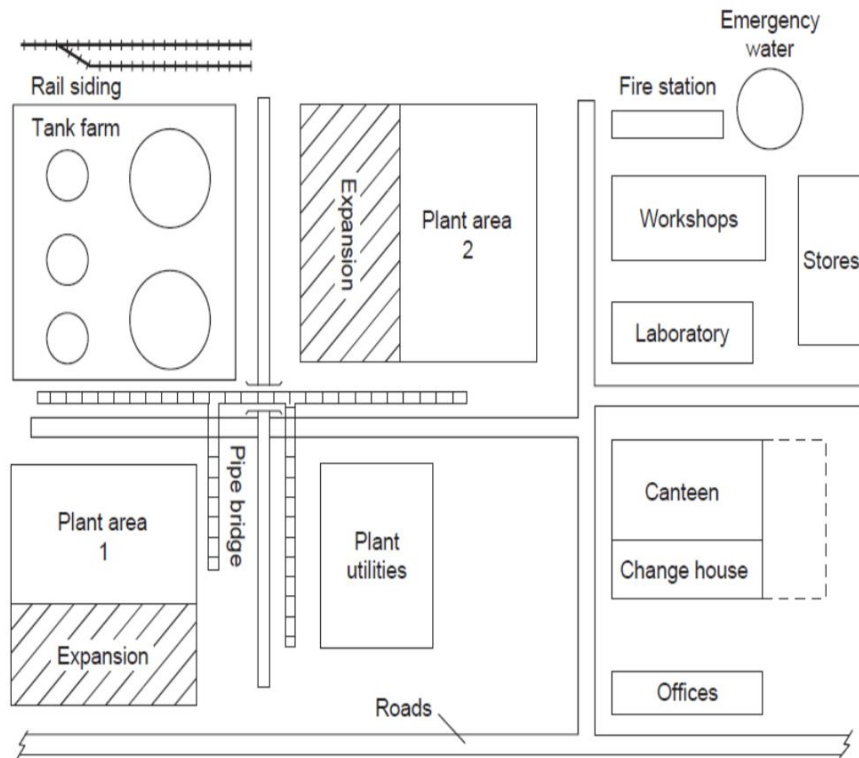 Emergency
water
Rail siding
Fire station
Tank farm
Expansion
Plant area
2
Workshops
Stores
Laboratory
Plant area
1
Pipe bridge
Plant
utilities
Canteen
Change house
Expansion
Offices
Roads